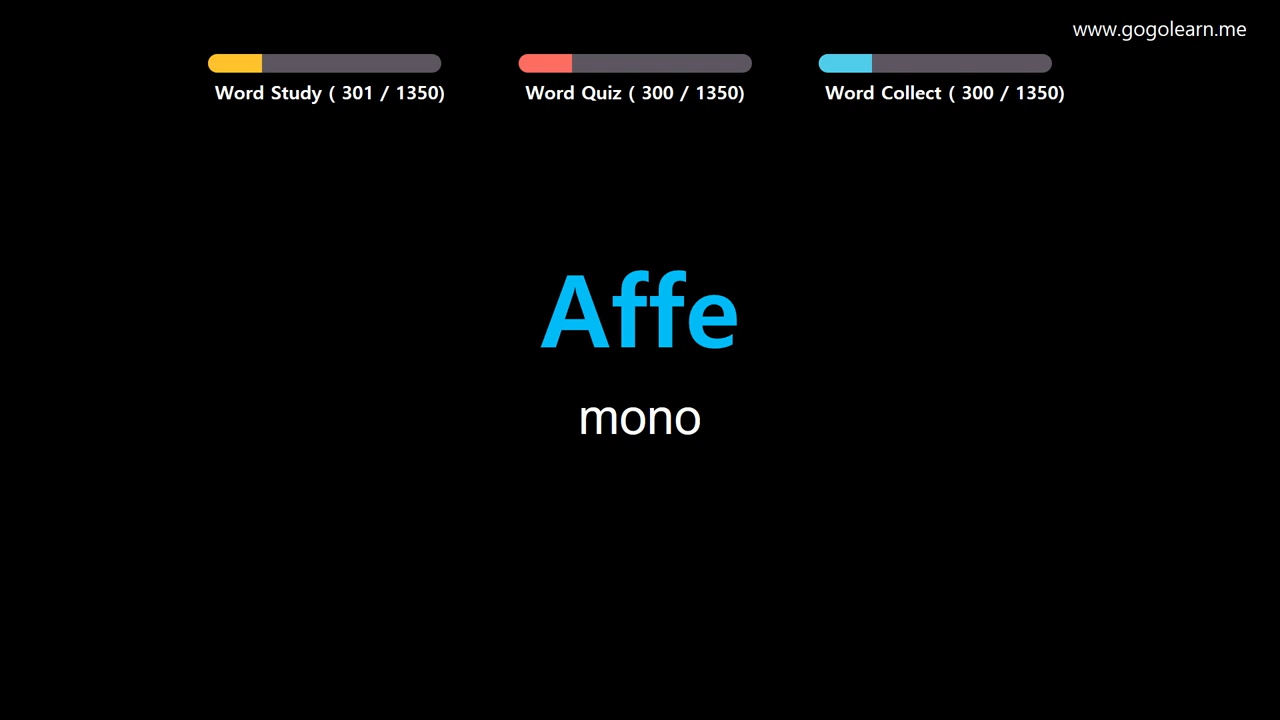 www.gogolearn.me
Word Study ( 301 / 1350)
Word Quiz ( 300 / 1350)
Word Collect ( 300 / 1350)
Affe
mono